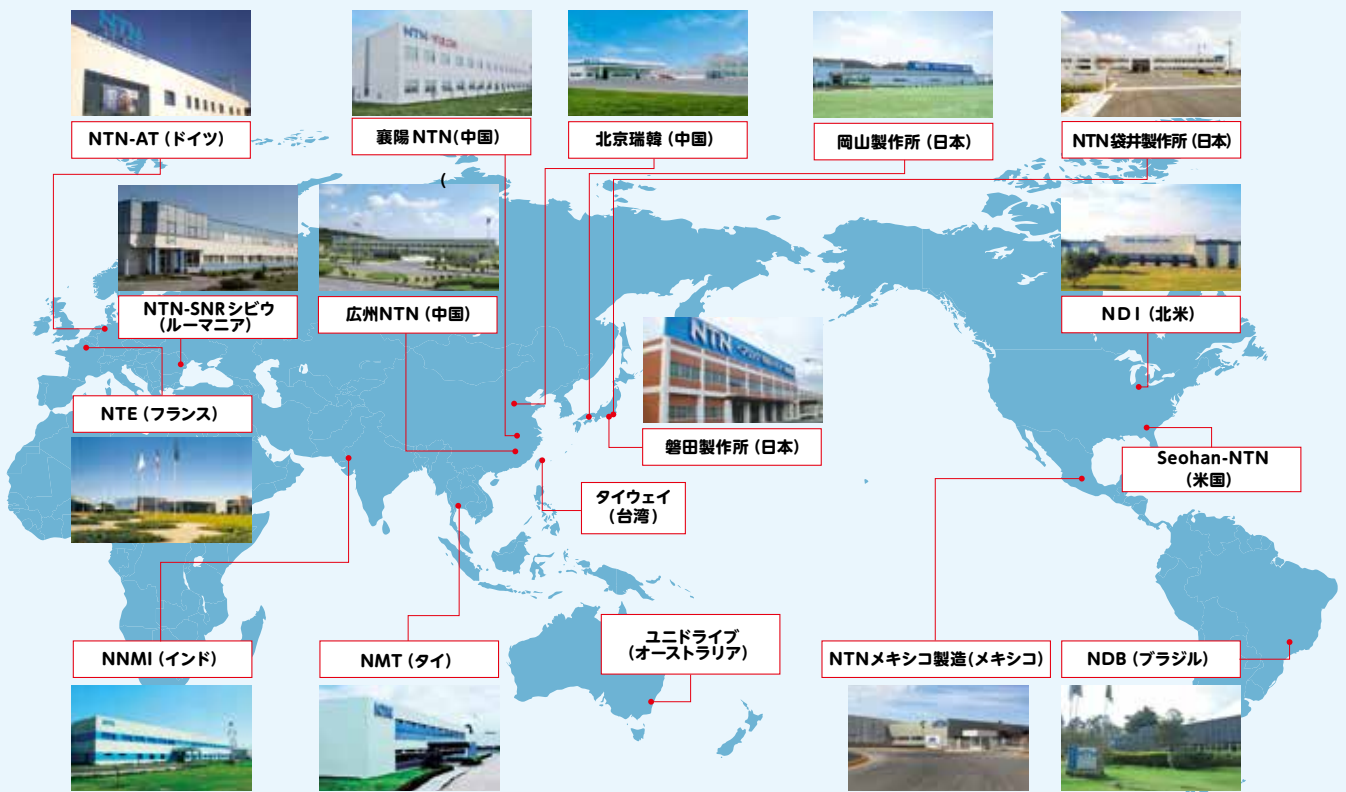 NTN
NTN
NTN-AT (ドイツ)
襄陽NTN(中国)
北京瑞韓 (中国)
岡山製作所 (日本)
NTN袋井製作所 (日本)
(
NTN-SNRシビウ
(ルーマニア)
広州NTN (中国)
NTN
NDI (北米)
NTE (フランス)
磐田製作所 (日本)
Seohan-NTN
(米国)
タイウェイ
(台湾)
ユニドライブ
(オーストラリア)
NNMI (インド)
NMT (タイ)
NTNメキシコ製造(メキシコ)
NDB (ブラジル)